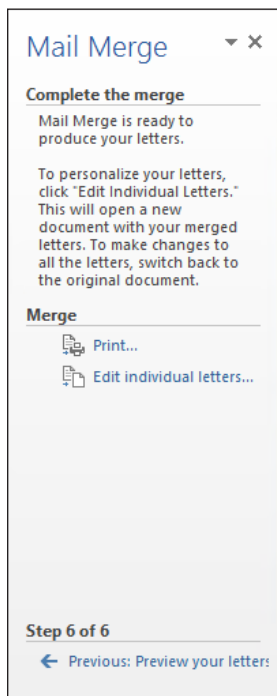 Mail Merge
Complete the merge
Mail Merge is ready to
produce your letters.
To personalize your letters,
click "Edit Individual Letters."
This will open a new
document with your merged
letters. To make changes to
all the letters, switch back to
the original document.
Merge
Print...
Edit individual letters...
Step 6 of 6
Previous: Preview your letters